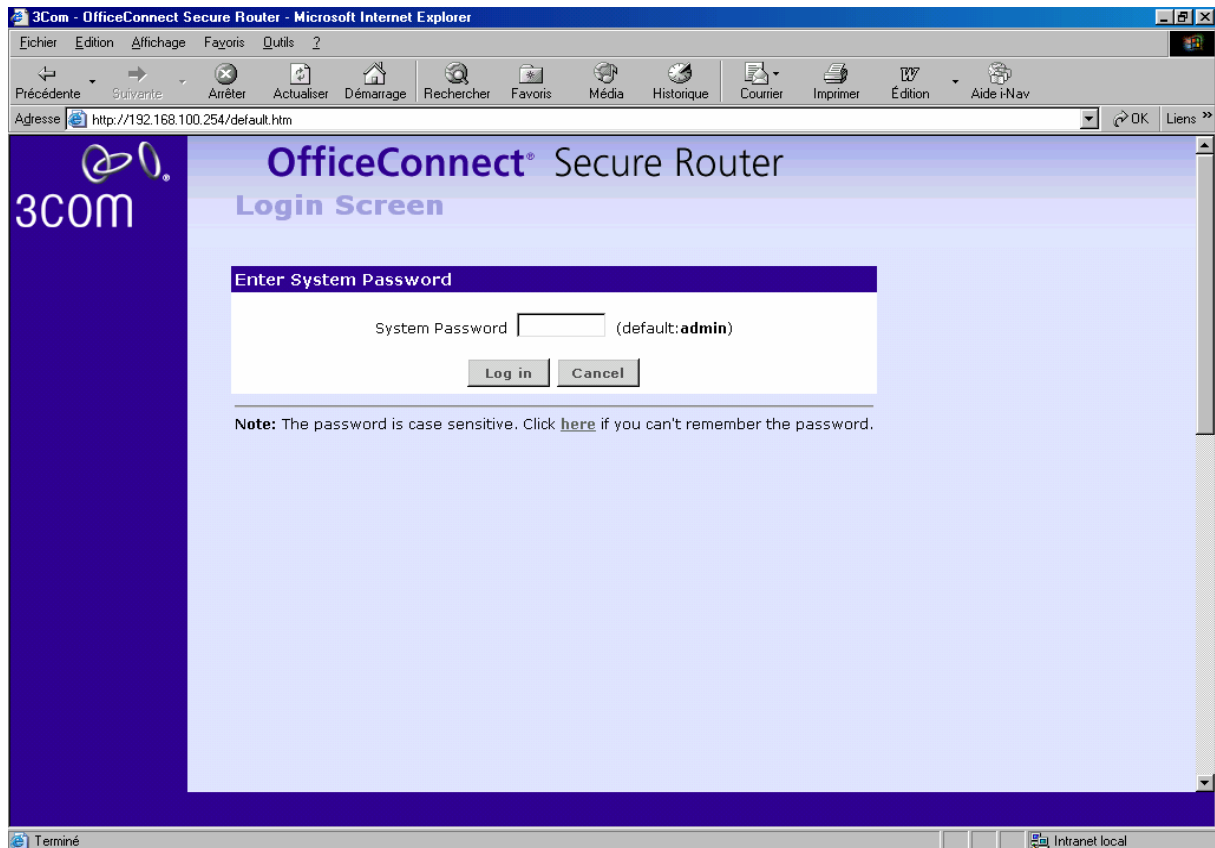 3Com - OfficeConnect Secure Router - Microsoft Internet Explorer
Fichier Edition Affichage Favoris Outils ?
Précédente Suivante Arrêter Actualiser Démarrage Rechercher Favoris Média Historique Courrier Imprimer Édition Aide i-Nav
Adresse http://192.168.100.254/default.htm OK Liens »
3COM
OfficeConnect® Secure Router
Login Screen
Enter System Password
System Password (default:admin)
Log in Cancel
Note: The password is case sensitive. Click here if you can't remember the password.
Terminé Intranet local